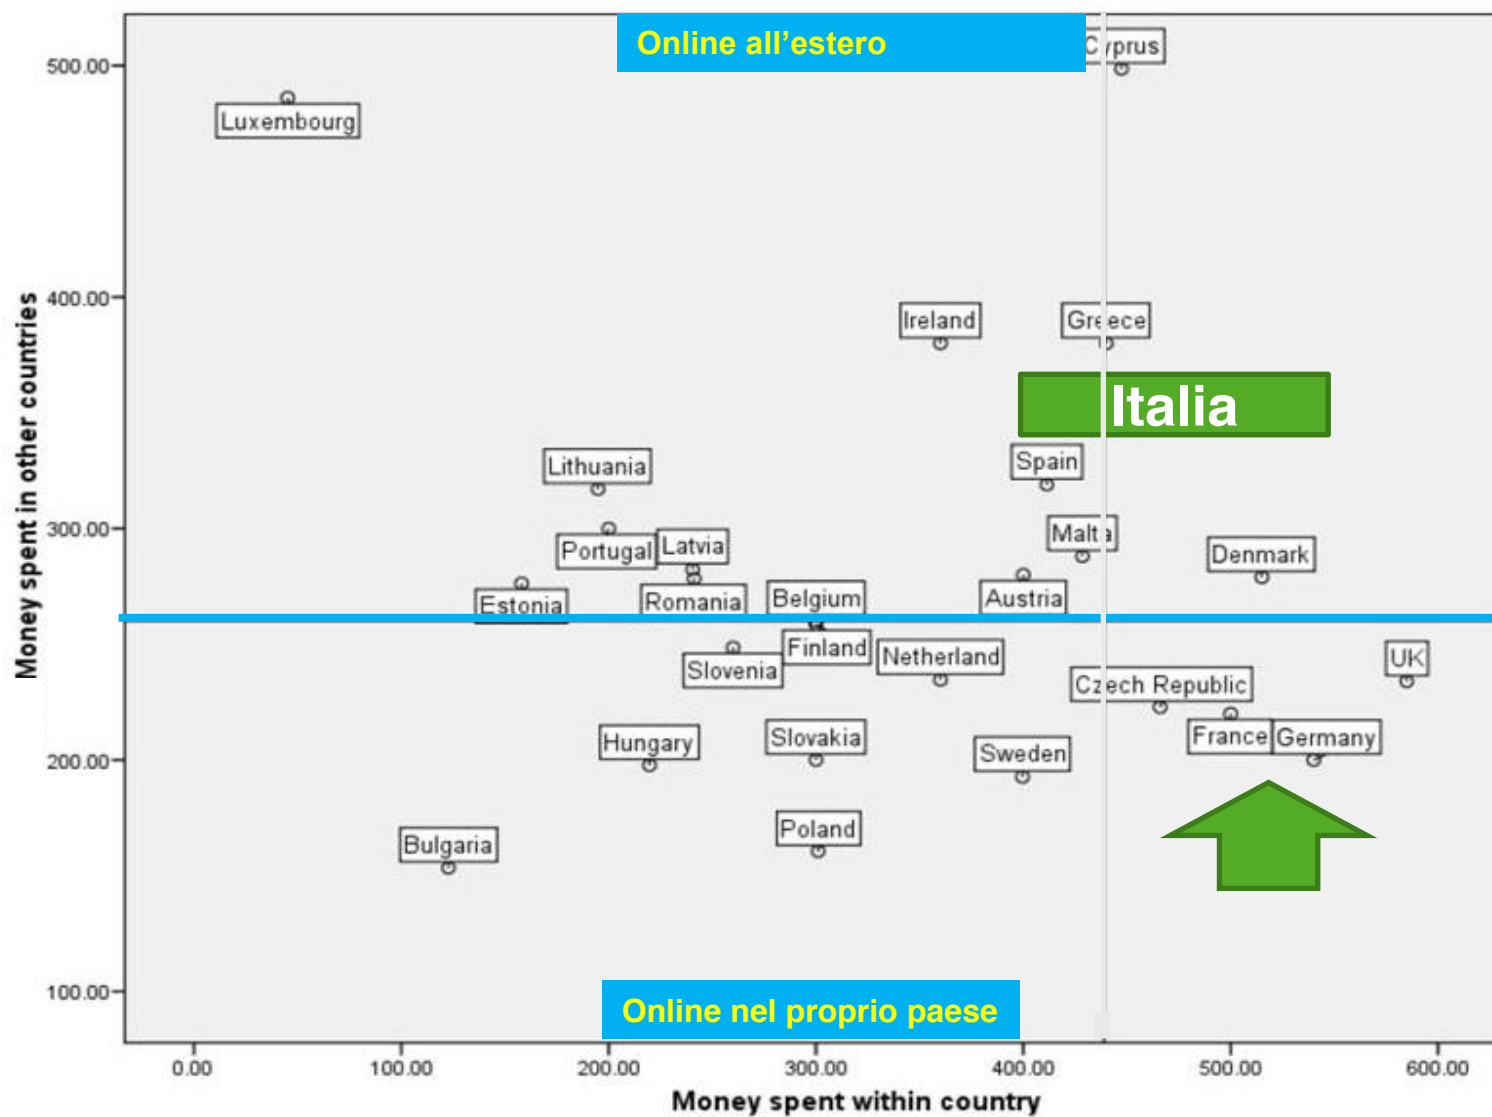 Online all’estero
Cyprus
500.00
Luxembourg
400.00
Ireland
Greece
Italia
Spain
Lithuania
300.00
Malta
Portugal
Latvia
Denmark
Estonia
Romania
Belgium
Austria
Finland
Netherland
UK
Slovenia
Czech Republic
Hungary
Slovakia
Sweden
France
Germany
200.00
Poland
Bulgaria
100.00
Online nel proprio paese
0.00 100.00 200.00 300.00 400.00 500.00 600.00
Money spent within country
Money spent in other countries